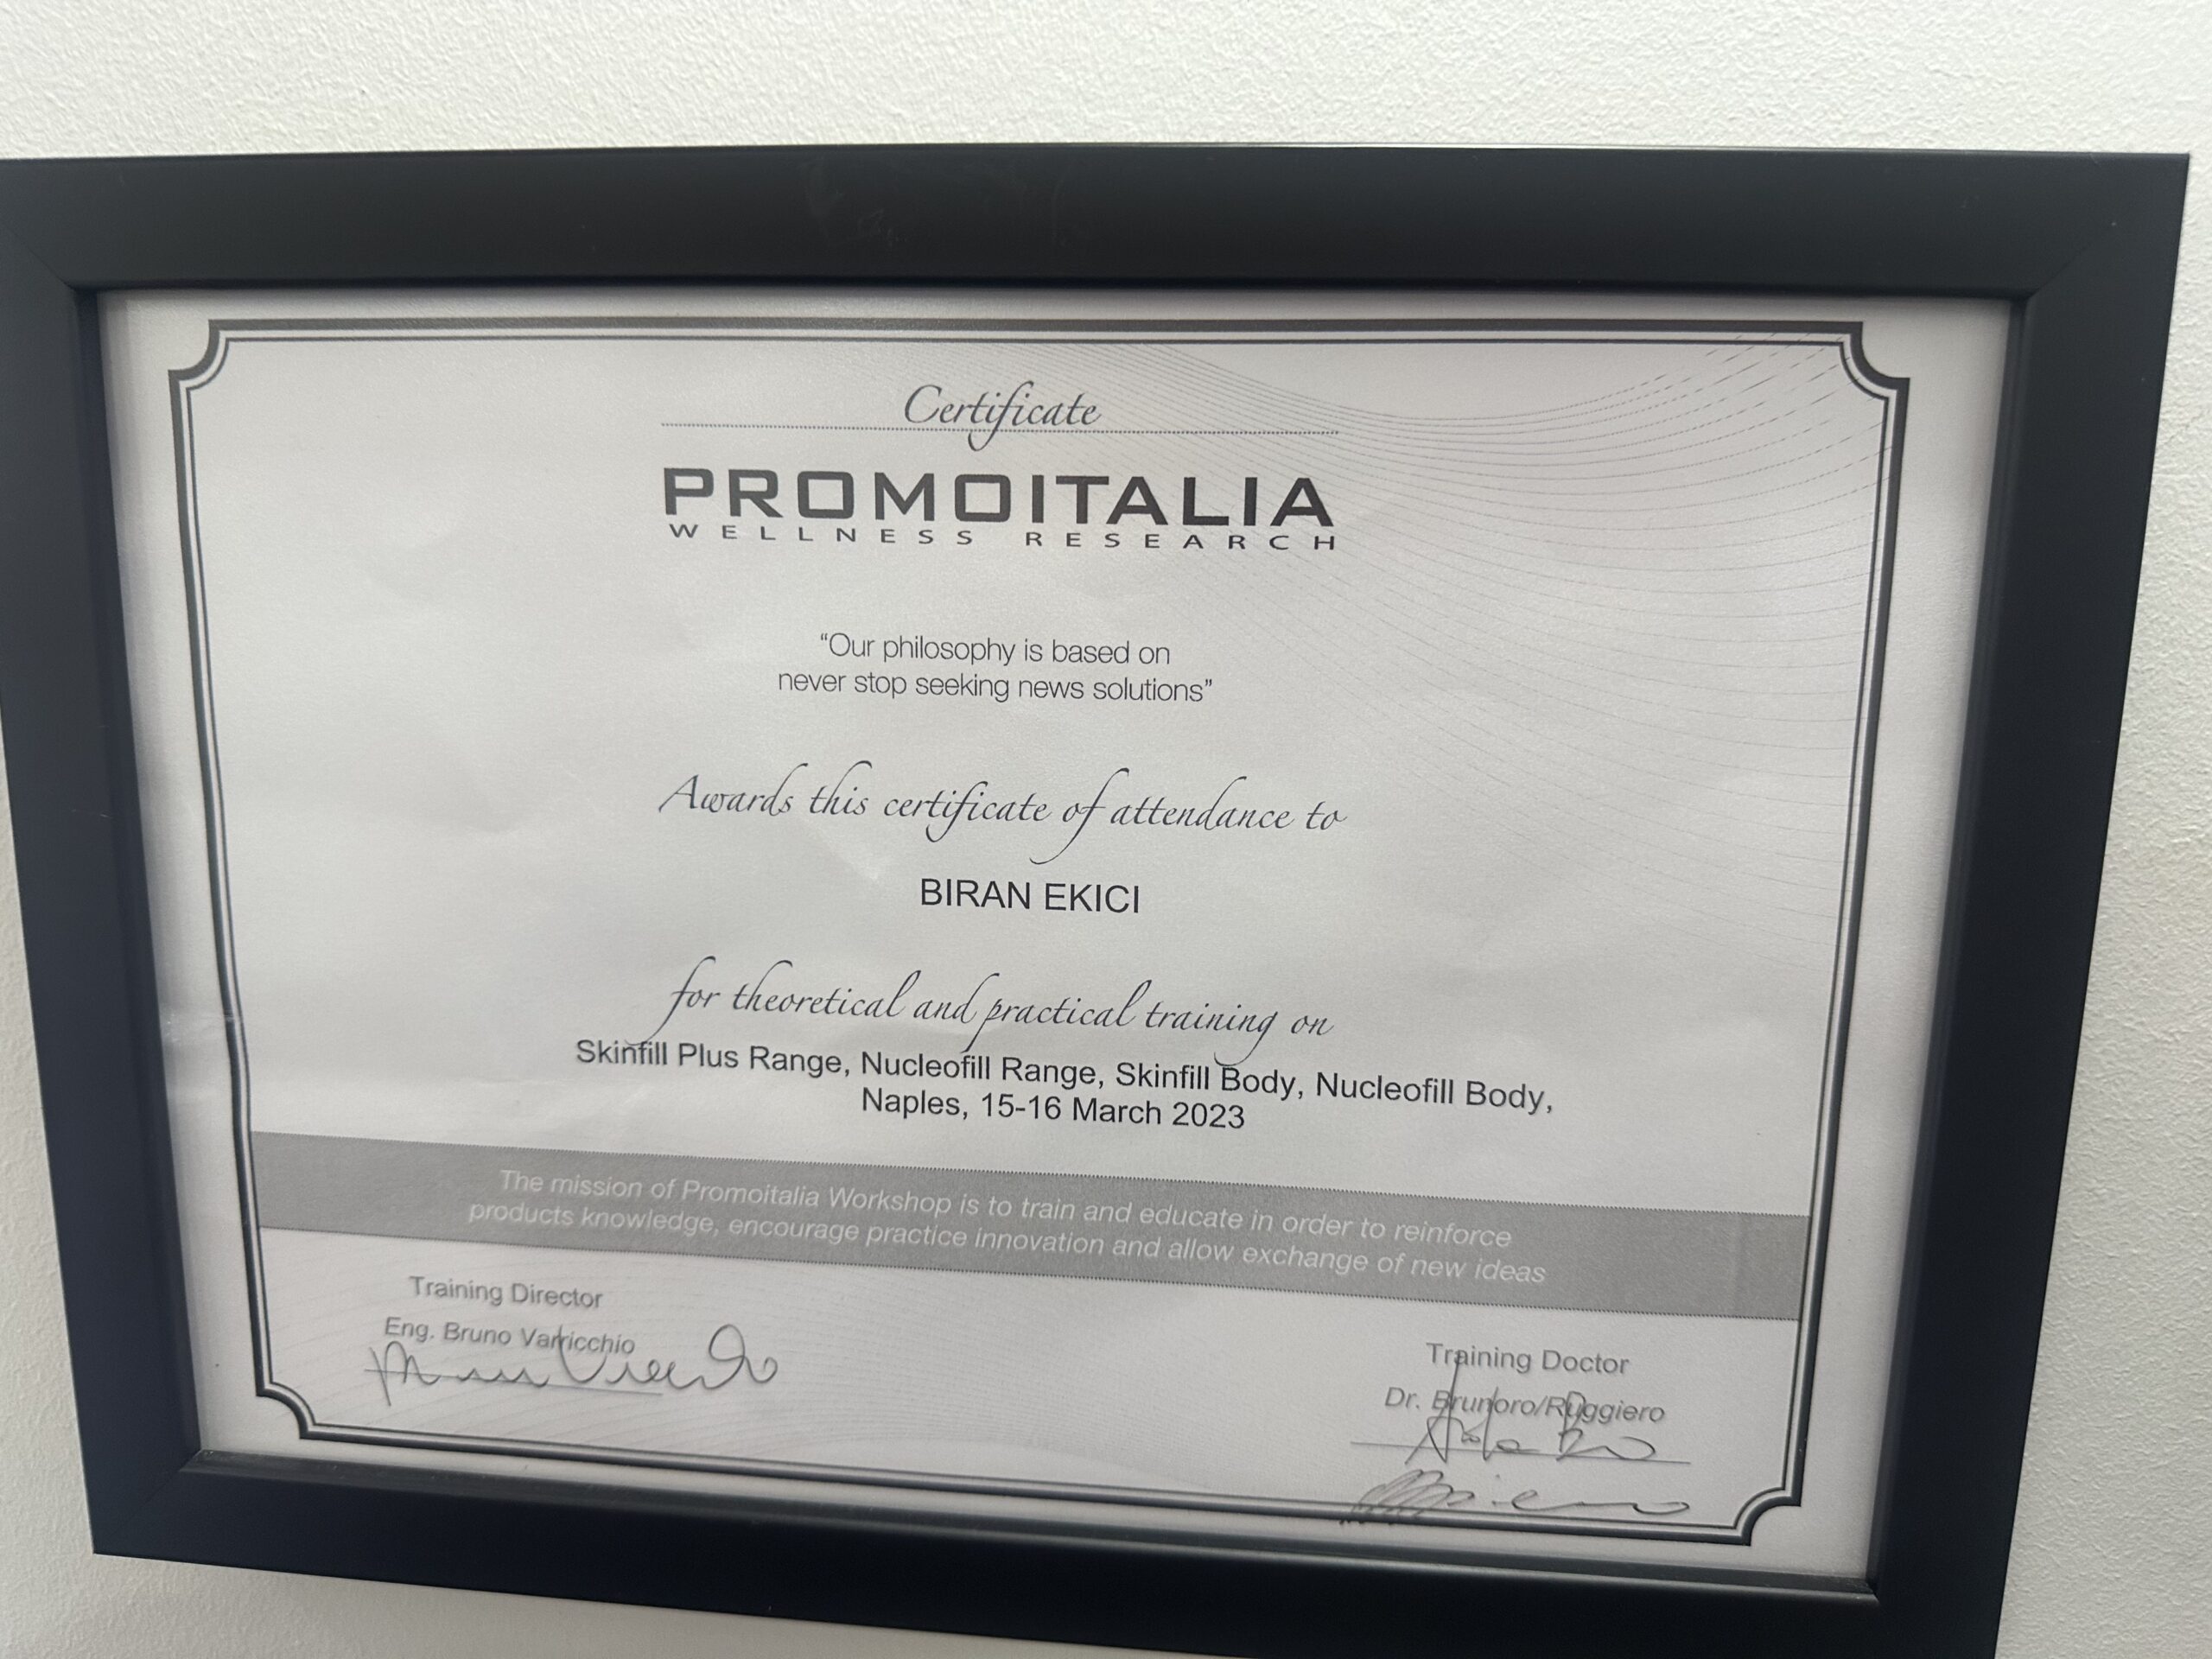 Certificate
PROMOITALIA
WELLNESS RESEARCH
“Our philosophy is based on
never stop seeking news solutions”
Awards this certificate of attendance to
BIRAN EKICI
for theoretical and practical training on
Skinfill Plus Range, Nucleofill Range, Skinfill Body, Nucleofill Body,
Naples, 15-16 March 2023
The mission of Promoitalia Workshop is to train and educate in order to reinforce
products knowledge, encourage practice innovation and allow exchange of new ideas
Training Director
Eng. Bruno Varricchio
Training Doctor
Dr. Brunoro/Ruggiero